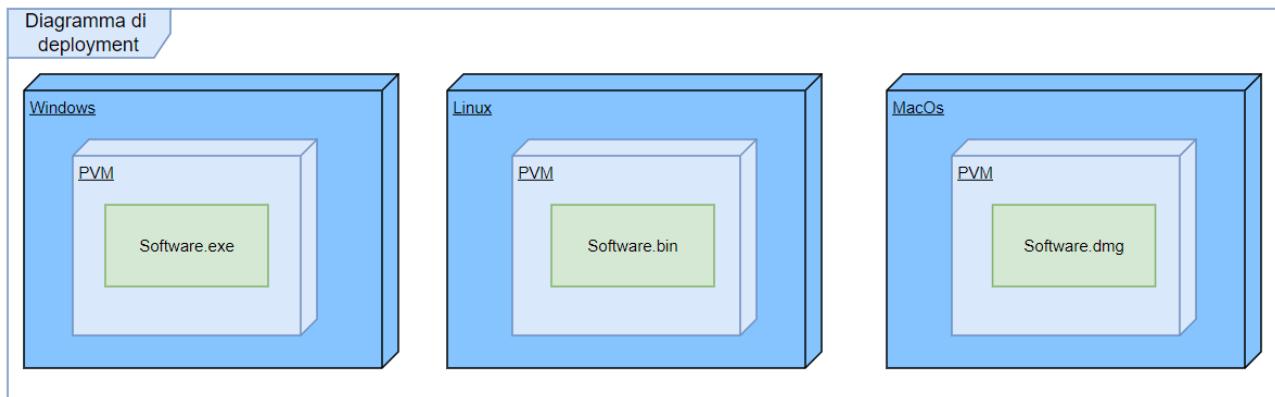 Diagramma di
deployment
Windows
PVM
Software.exe
Linux
PVM
Software.bin
MacOs
PVM
Software.dmg